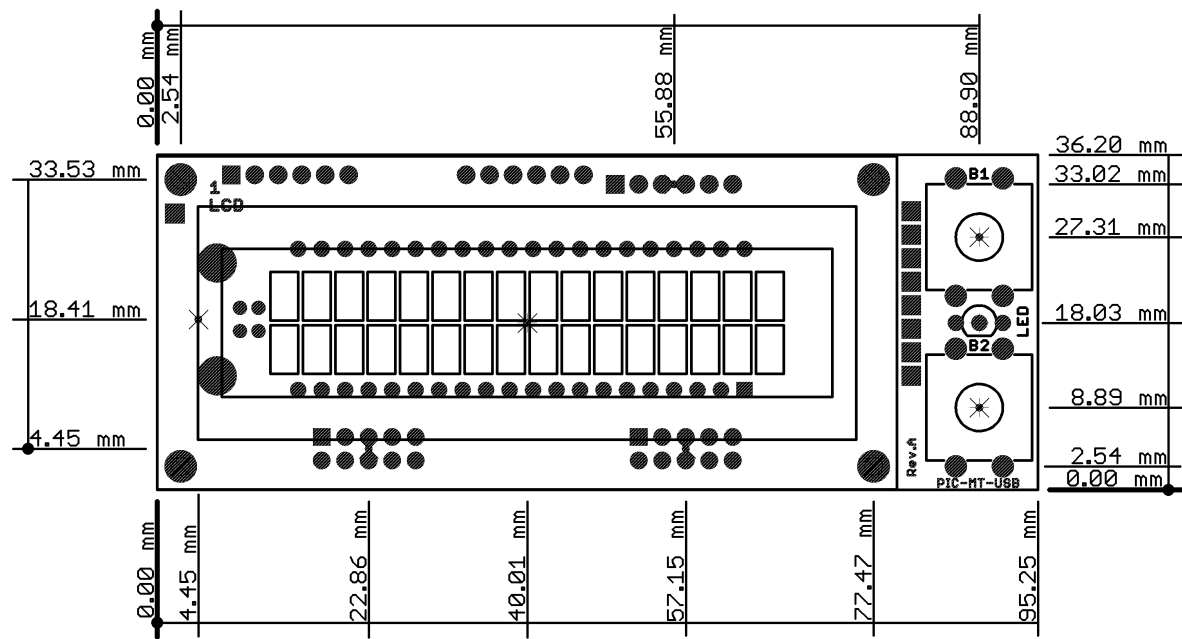 0.00 mm
2.54 mm
55.88 mm
88.90 mm
33.53 mm
18.41 mm
4.45 mm
1
LCD
B1
LED
B2
Rev.A
PIC-MT-USB
36.20 mm
33.02 mm
27.31 mm
18.03 mm
8.89 mm
2.54 mm
0.00 mm
0.00 mm
4.45 mm
22.86 mm
40.01 mm
57.15 mm
77.47 mm
95.25 mm